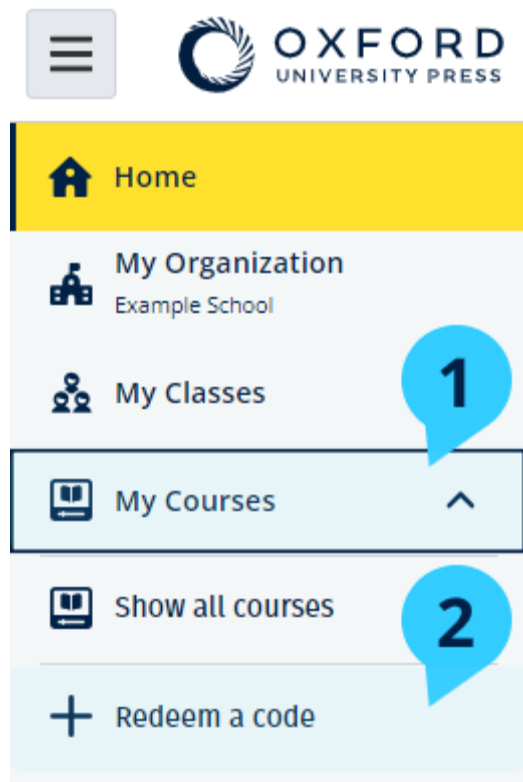 OXFORD
UNIVERSITY PRESS
Home
My Organization
Example School
My Classes
1
My Courses
Show all courses
2
Redeem a code